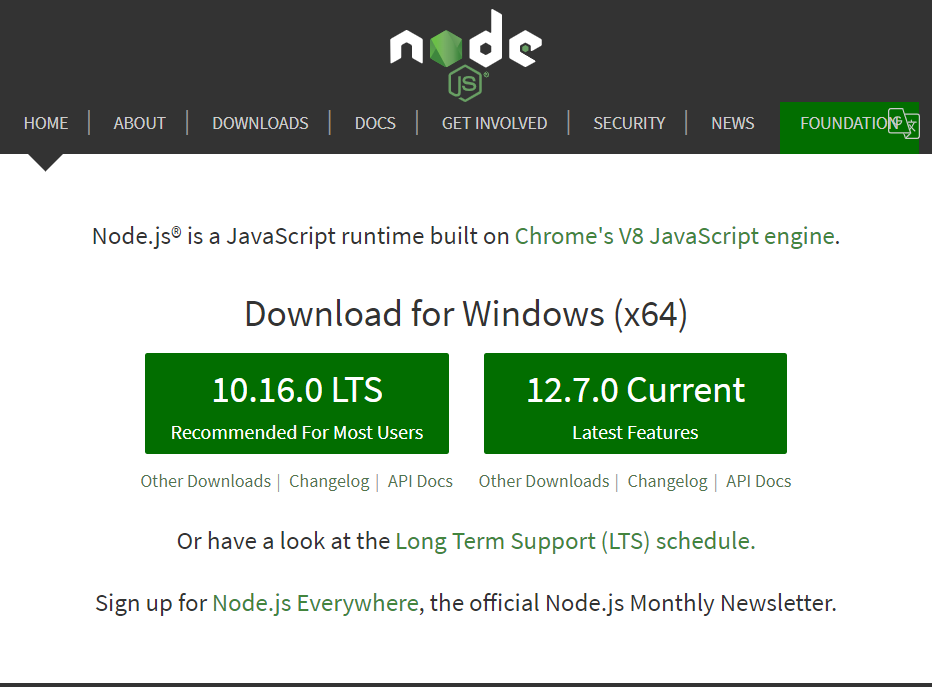 node
JS®
HOME | ABOUT | DOWNLOADS | DOCS | GET INVOLVED | SECURITY | NEWS FOUNDATION
Node.js® is a JavaScript runtime built on Chrome's V8 JavaScript engine.
Download for Windows (x64)
10.16.0 LTS 12.7.0 Current
Recommended For Most Users Latest Features
Other Downloads | Changelog | API Docs Other Downloads | Changelog | API Docs
Or have a look at the Long Term Support (LTS) schedule.
Sign up for Node.js Everywhere, the official Node.js Monthly Newsletter.